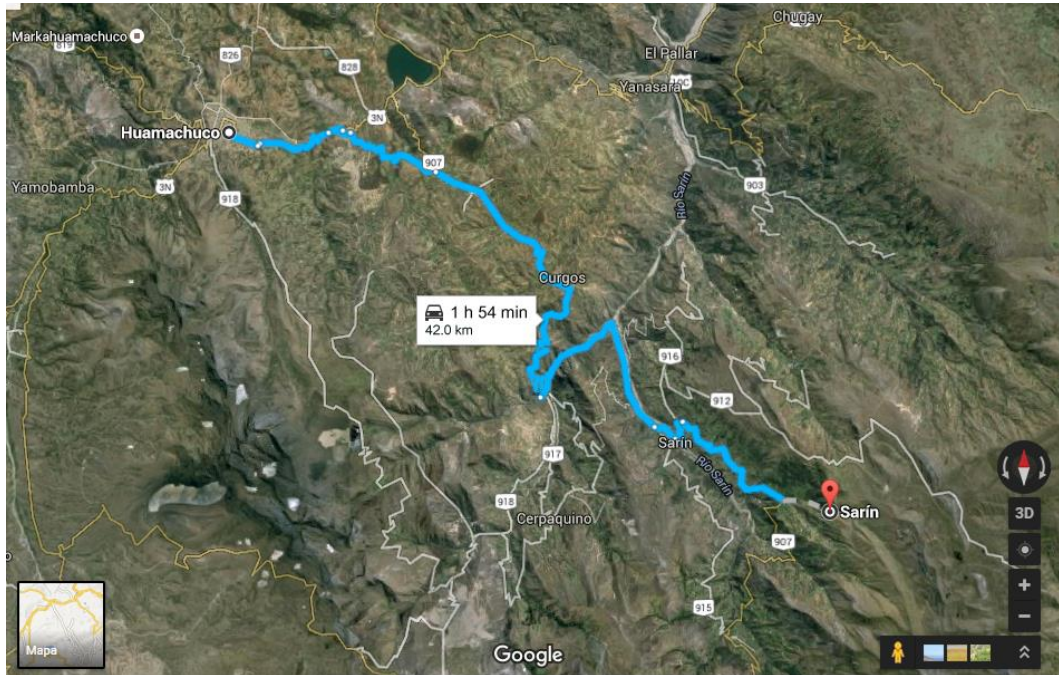 Chugay
Markahuamachuco
819
826
El Pallar
828
10C
Yanasara
3N
Huamachuco
907
Yamobamba
3N
918
903
Río Sarín
Curgos
1 h 54 min
42.0 km
916
912
Sarín
917
Río Sarín
918
Sarín
3D
Cerpaquino
907
915
o
Mapa
Google